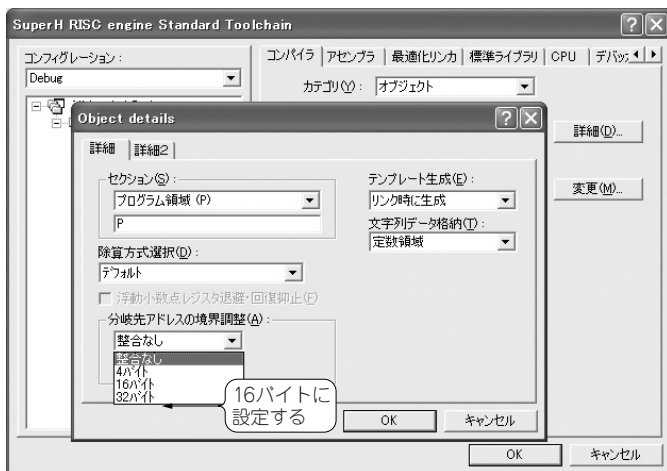 SuperH RISC engine Standard Toolchain
コンフィグレーション :
Debug
コンパイラ
アセンブラ
最適化リンカ
標準ライブラリ
CPU
デバッ
カテゴリ(Y) :
オブジェクト
詳細(D)...
変更(M)...
Object details
詳細
詳細2
セクション(S) :
プログラム領域 (P)
P
除算方式選択(D) :
デフォルト
浮動小数点レジスタ退避・回復抑止(F)
分岐先アドレスの境界調整(A) :
整合なし
整合なし
4バイト
16バイト
32バイト
テンプレート生成(E) :
リンク時に生成
文字列データ格納(T) :
定数領域
16バイトに
設定する
OK
キャンセル
OK
キャンセル